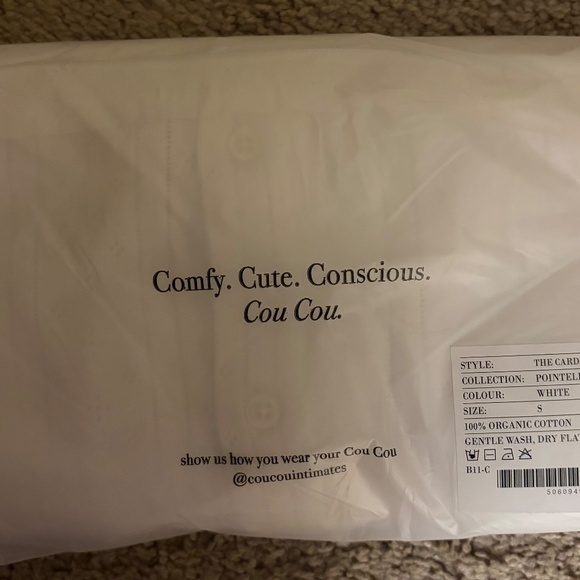 Comfy. Cute. Conscious.
Cou Cou.
show us how you wear your Cou Cou
@coucouintimates
STYLE: THE CARD
COLLECTION: POINTELL
COLOUR: WHITE
SIZE: S
100% ORGANIC COTTON
GENTLE WASH, DRY FLA
B11-C